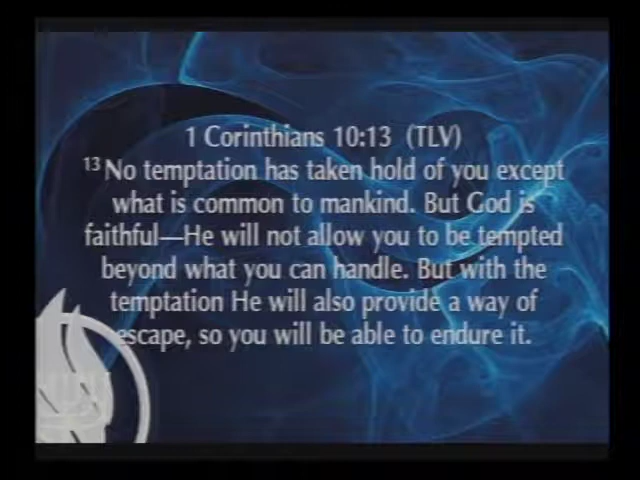 1 Corinthians 10:13 (TLV)
13 No temptation has taken hold of you except
what is common to mankind. But God is
faithful—He will not allow you to be tempted
beyond what you can handle. But with the
temptation He will also provide a way of
escape, so you will be able to endure it.